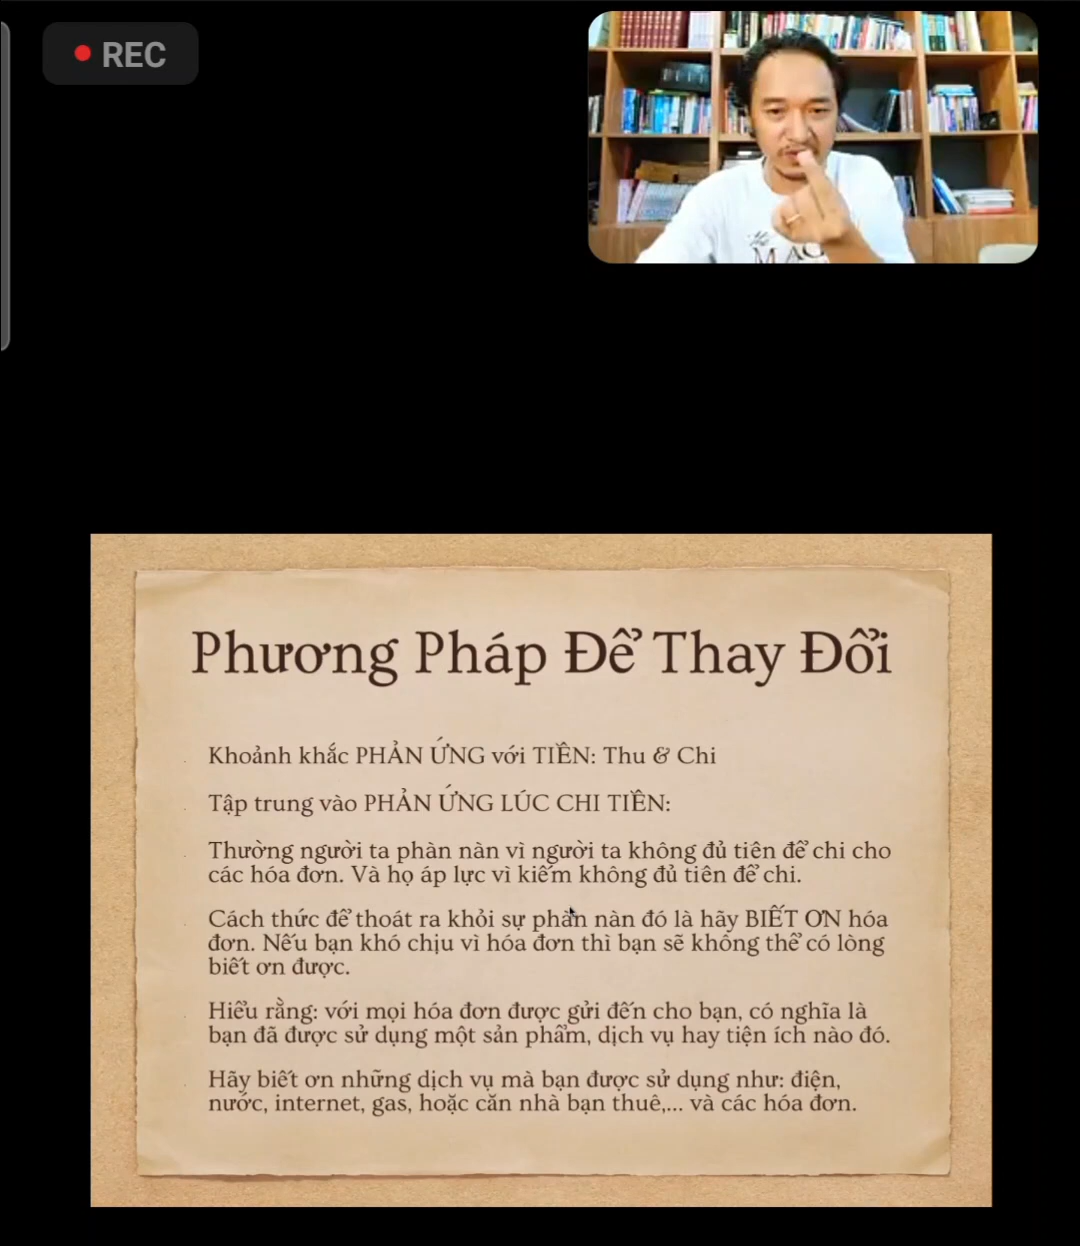 REC
The
MAG
Phương Pháp Để Thay Đổi
Khoảnh khắc PHẢN ỨNG với TIỀN: Thu & Chi
Tập trung vào PHẢN ỨNG LÚC CHI TIỀN:
Thường người ta phàn nàn vì người ta không đủ tiền để chi cho
các hóa đơn. Và họ áp lực vì kiếm không đủ tiền để chi.
Cách thức để thoát ra khỏi sự phàn nàn đó là hãy BIẾT ƠN hóa
đơn. Nếu bạn khó chịu vì hóa đơn thì bạn sẽ không thể có lòng
biết ơn được.
Hiểu rằng: với mọi hóa đơn được gửi đến cho bạn, có nghĩa là
bạn đã được sử dụng một sản phẩm, dịch vụ hay tiện ích nào đó.
Hãy biết ơn những dịch vụ mà bạn được sử dụng như: điện,
nước, internet, gas, hoặc căn nhà bạn thuê,... và các hóa đơn.